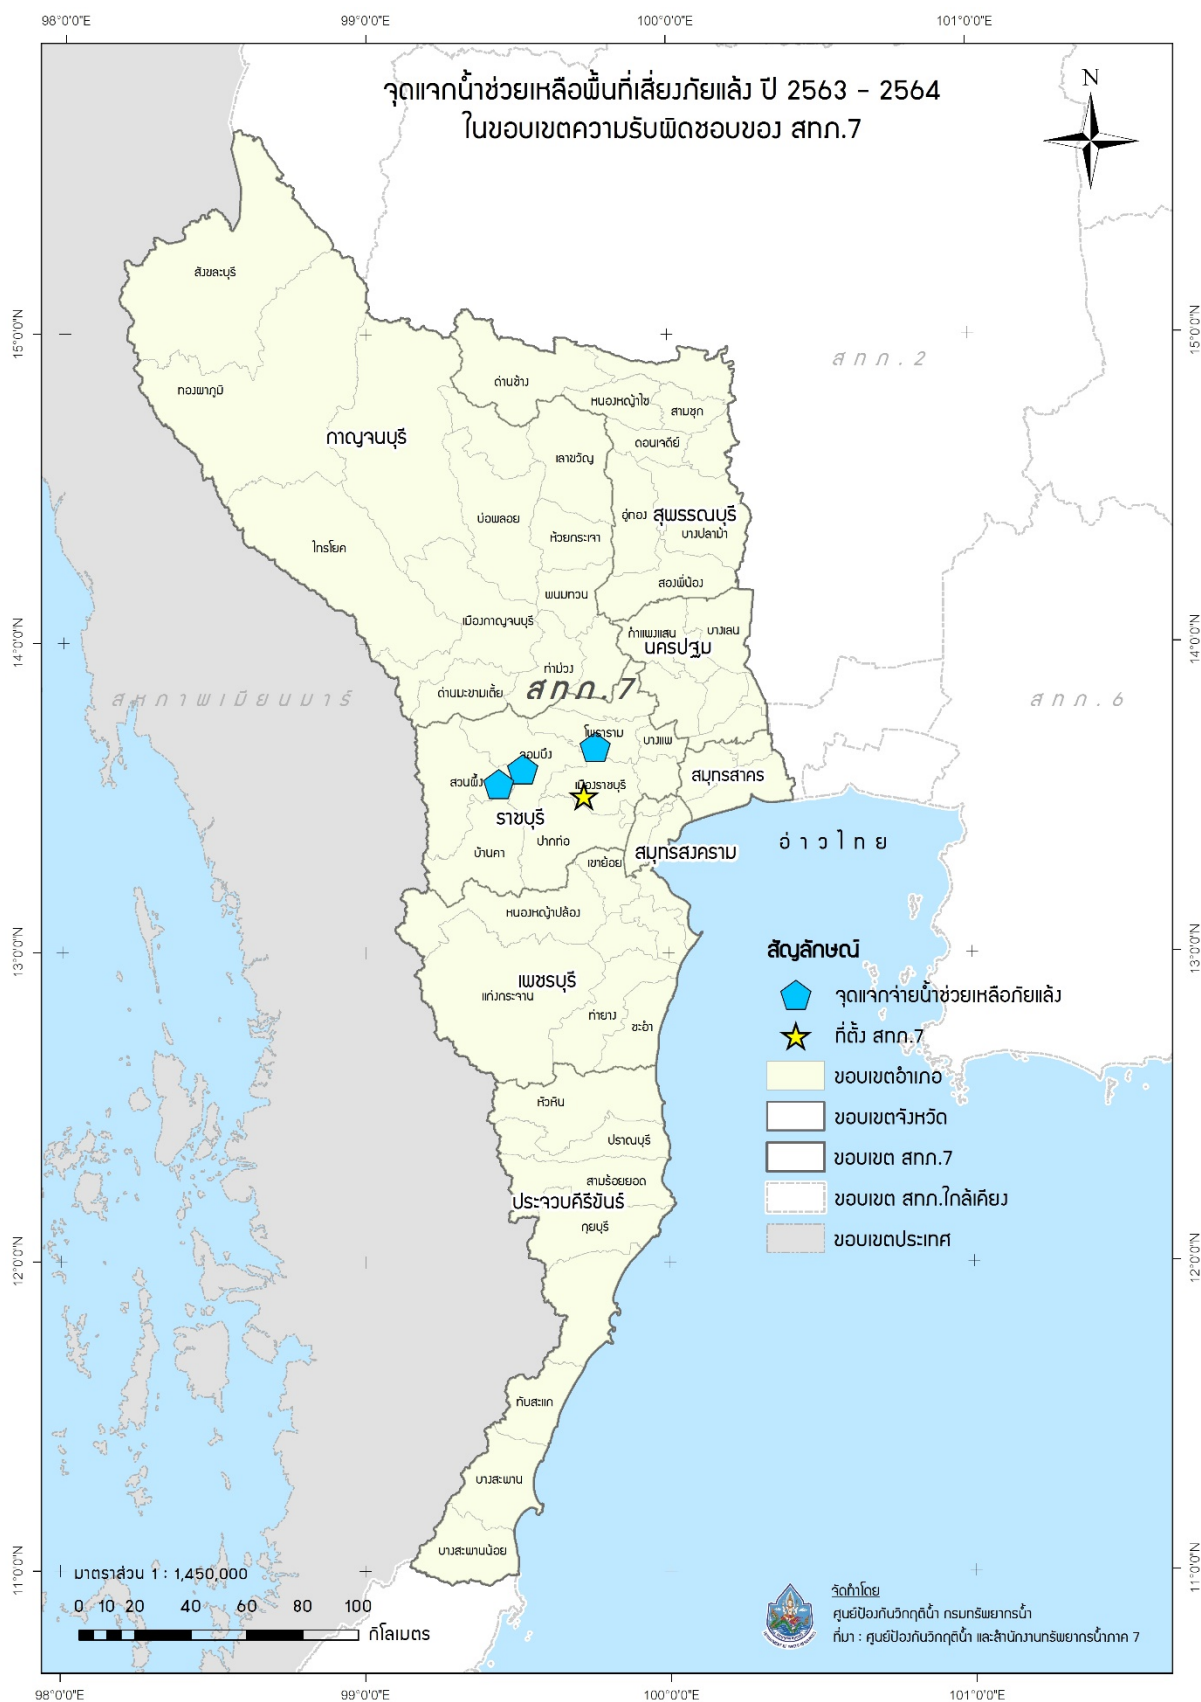 98°0'0"E
99°0'0"E
100°0'0"E
101°0'0"E
จุดแจกน้ำช่วยเหลือพื้นที่เสี่ยงภัยแล้ง ปี 2563 - 2564
ในขอบเขตความรับผิดชอบของ สทภ.7
N
สังขละบุรี
15°0'0"N
15°0'0"N
สทภ.2
ทองผาภูมิ
ด่านช้าง
หนองหญ้าไซ
สามชุก
กาญจนบุรี
ดอนเจดีย์
เลาขวัญ
บ่อพลอย
อู่ทอง
สุพรรณบุรี
บางปลาม้า
ห้วยกระเจา
ไทรโยค
สองพี่น้อง
พนมทวน
เมืองกาญจนบุรี
กำแพงแสน
บางเลน
14°0'0"N
14°0'0"N
นครปฐม
ท่าม่วง
ด่านมะขามเตี้ย
สทภ.7
สหภาพเมียนมาร์
สทภ.6
โพธาราม
บางแพ
จอมบึง
สวนผึ้ง
สมุทรสาคร
เมืองราชบุรี
ราชบุรี
ปากท่อ
บ้านคา
สมุทรสงคราม
อ่าวไทย
เขาย้อย
หนองหญ้าปล้อง
13°0'0"N
13°0'0"N
เพชรบุรี
แก่งกระจาน
ท่ายาง
ชะอำ
สัญลักษณ์
จุดแจกจ่ายน้ำช่วยเหลือภัยแล้ง
ที่ตั้ง สทภ.7
ขอบเขตอำเภอ
ขอบเขตจังหวัด
ขอบเขต สทภ.7
ขอบเขต สทภ.ใกล้เคียง
ขอบเขตประเทศ
หัวหิน
ปราณบุรี
สามร้อยยอด
ประจวบคีรีขันธ์
กุยบุรี
12°0'0"N
12°0'0"N
ทับสะแก
บางสะพาน
บางสะพานน้อย
11°0'0"N
11°0'0"N
มาตราส่วน 1 : 1,450,000
0 10 20 40 60 80 100
กิโลเมตร
จัดทำโดย
ศูนย์ป้องกันวิกฤติน้ำ กรมทรัพยากรน้ำ
ที่มา : ศูนย์ป้องกันวิกฤติน้ำ และสำนักงานทรัพยากรน้ำภาค 7
98°0'0"E
99°0'0"E
100°0'0"E
101°0'0"E